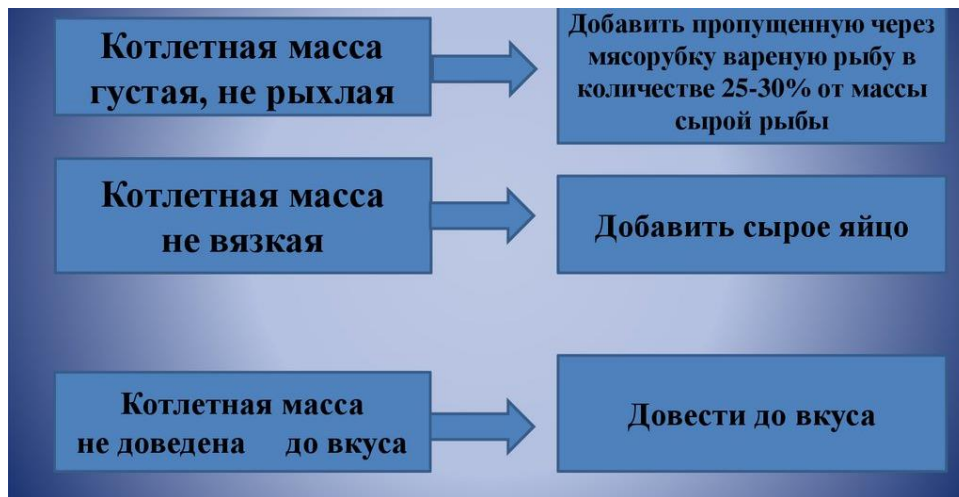 Котлетная масса
густая, не рыхлая
Добавить пропущенную через
мясорубку вареную рыбу в
количестве 25-30% от массы
сырой рыбы
Котлетная масса
не вязкая
Добавить сырое яйцо
Котлетная масса
не доведена до вкуса
Довести до вкуса